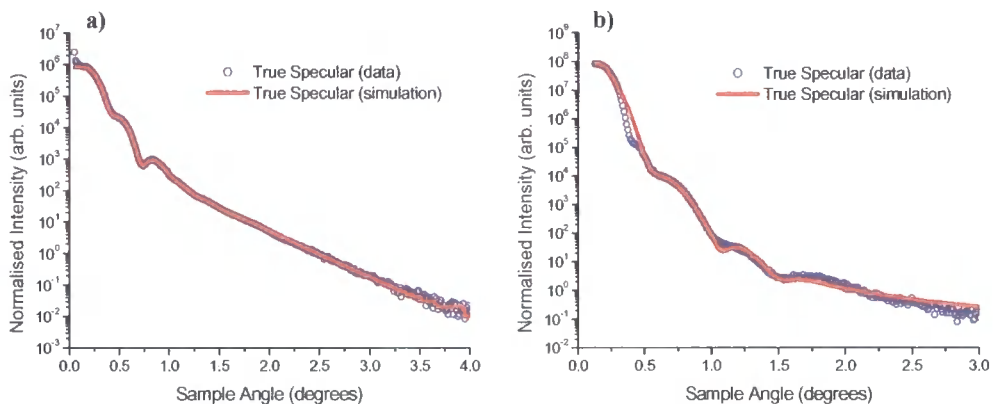 a)
10^7
10^6
10^5
10^4
10^3
10^2
10^1
10^0
10^-1
10^-2
10^-3
Normalised Intensity (arb. units)
True Specular (data)
True Specular (simulation)
0.0 0.5 1.0 1.5 2.0 2.5 3.0 3.5 4.0
Sample Angle (degrees)
b)
10^9
10^8
10^7
10^6
10^5
10^4
10^3
10^2
10^1
10^0
10^-1
10^-2
Normalised Intensity (arb. units)
True Specular (data)
True Specular (simulation)
0.0 0.5 1.0 1.5 2.0 2.5 3.0
Sample Angle (degrees)